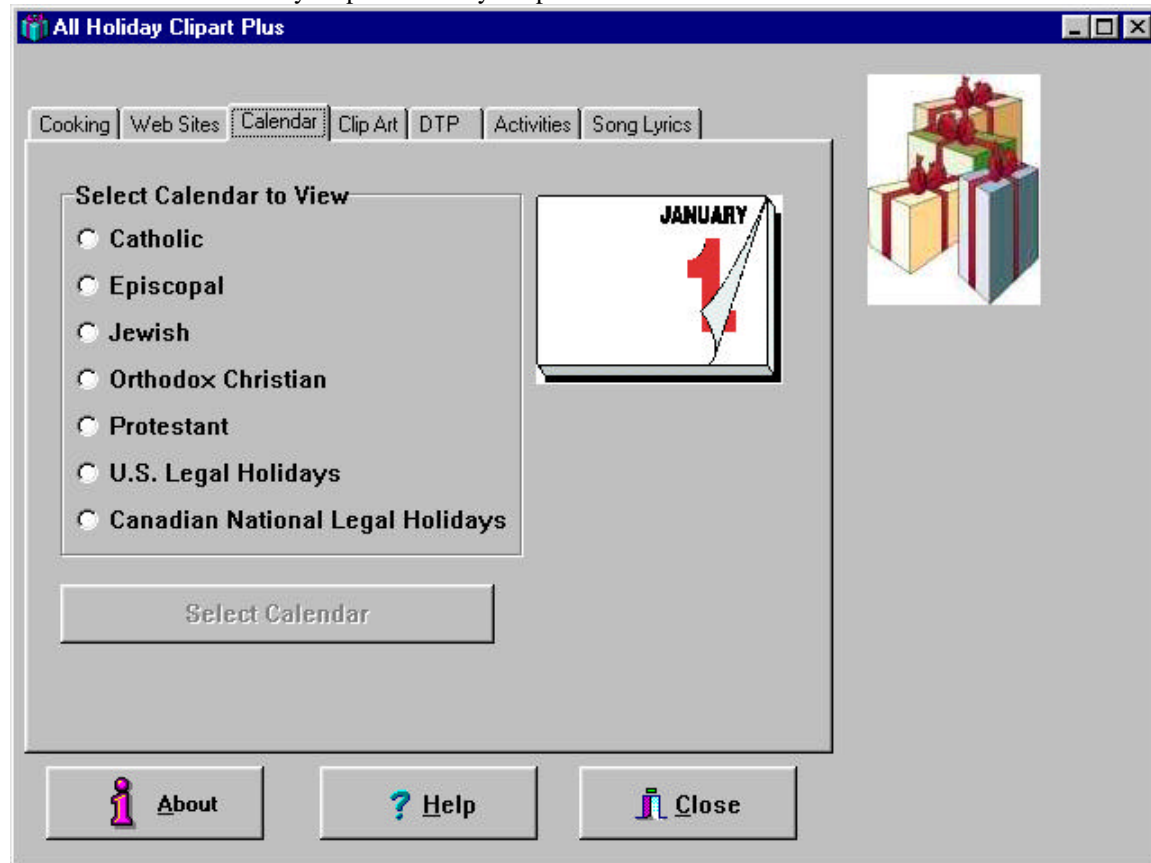 All Holiday Clipart Plus
Cooking Web Sites Calendar Clip Art DTP Activities Song Lyrics
Select Calendar to View
JANUARY
1
Catholic
Episcopal
Jewish
Orthodox Christian
Protestant
U.S. Legal Holidays
Canadian National Legal Holidays
Select Calendar
About Help Close